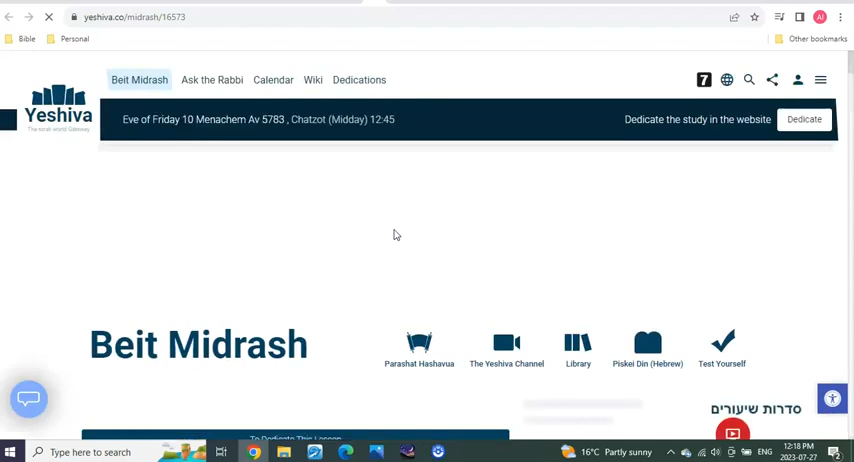 yeshiva.co/midrash/16573
AI
Bible
Personal
Other bookmarks
Yeshiva
The torah world Gateway
Beit Midrash
Ask the Rabbi
Calendar
Wiki
Dedications
7
Eve of Friday 10 Menachem Av 5783 , Chatzot (Midday) 12:45
Dedicate the study in the website
Dedicate
Beit Midrash
Parashat Hashavua
The Yeshiva Channel
Library
Piskei Din (Hebrew)
Test Yourself
סדרות שיעורים
To Dedicate This Lesson
Type here to search
16°C Partly sunny
ENG
12:18 PM
2023-07-27
2